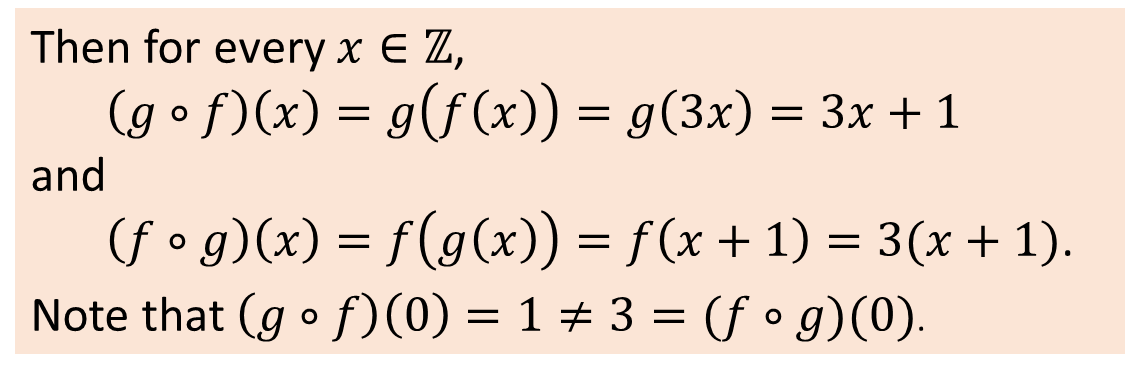 Then for every 𝑥 ∈ ℤ,
(𝑔 ∘ 𝑓)(𝑥) = 𝑔(𝑓(𝑥)) = 𝑔(3𝑥) = 3𝑥 + 1
and
(𝑓 ∘ 𝑔)(𝑥) = 𝑓(𝑔(𝑥)) = 𝑓(𝑥 + 1) = 3(𝑥 + 1).
Note that (𝑔 ∘ 𝑓)(0) = 1 ≠ 3 = (𝑓 ∘ 𝑔)(0).